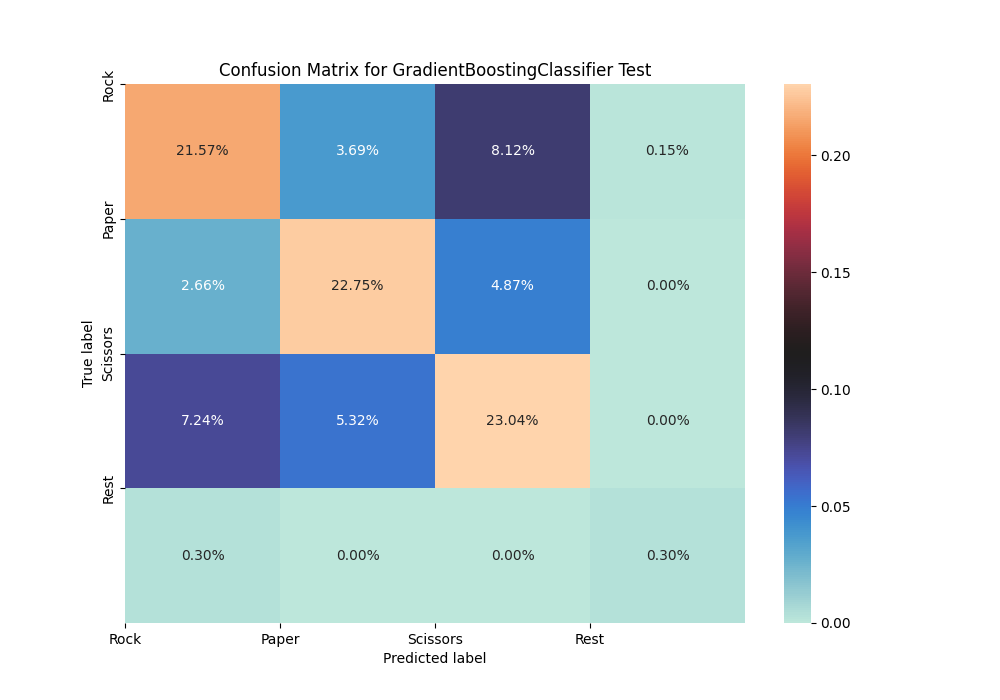 Confusion Matrix for GradientBoostingClassifier Test
True label
Rock
21.57% 3.69% 8.12% 0.15%
Paper
2.66% 22.75% 4.87% 0.00%
Scissors
7.24% 5.32% 23.04% 0.00%
Rest
0.30% 0.00% 0.00% 0.30%
Rock Paper Scissors Rest
Predicted label
0.20
0.15
0.10
0.05
0.00